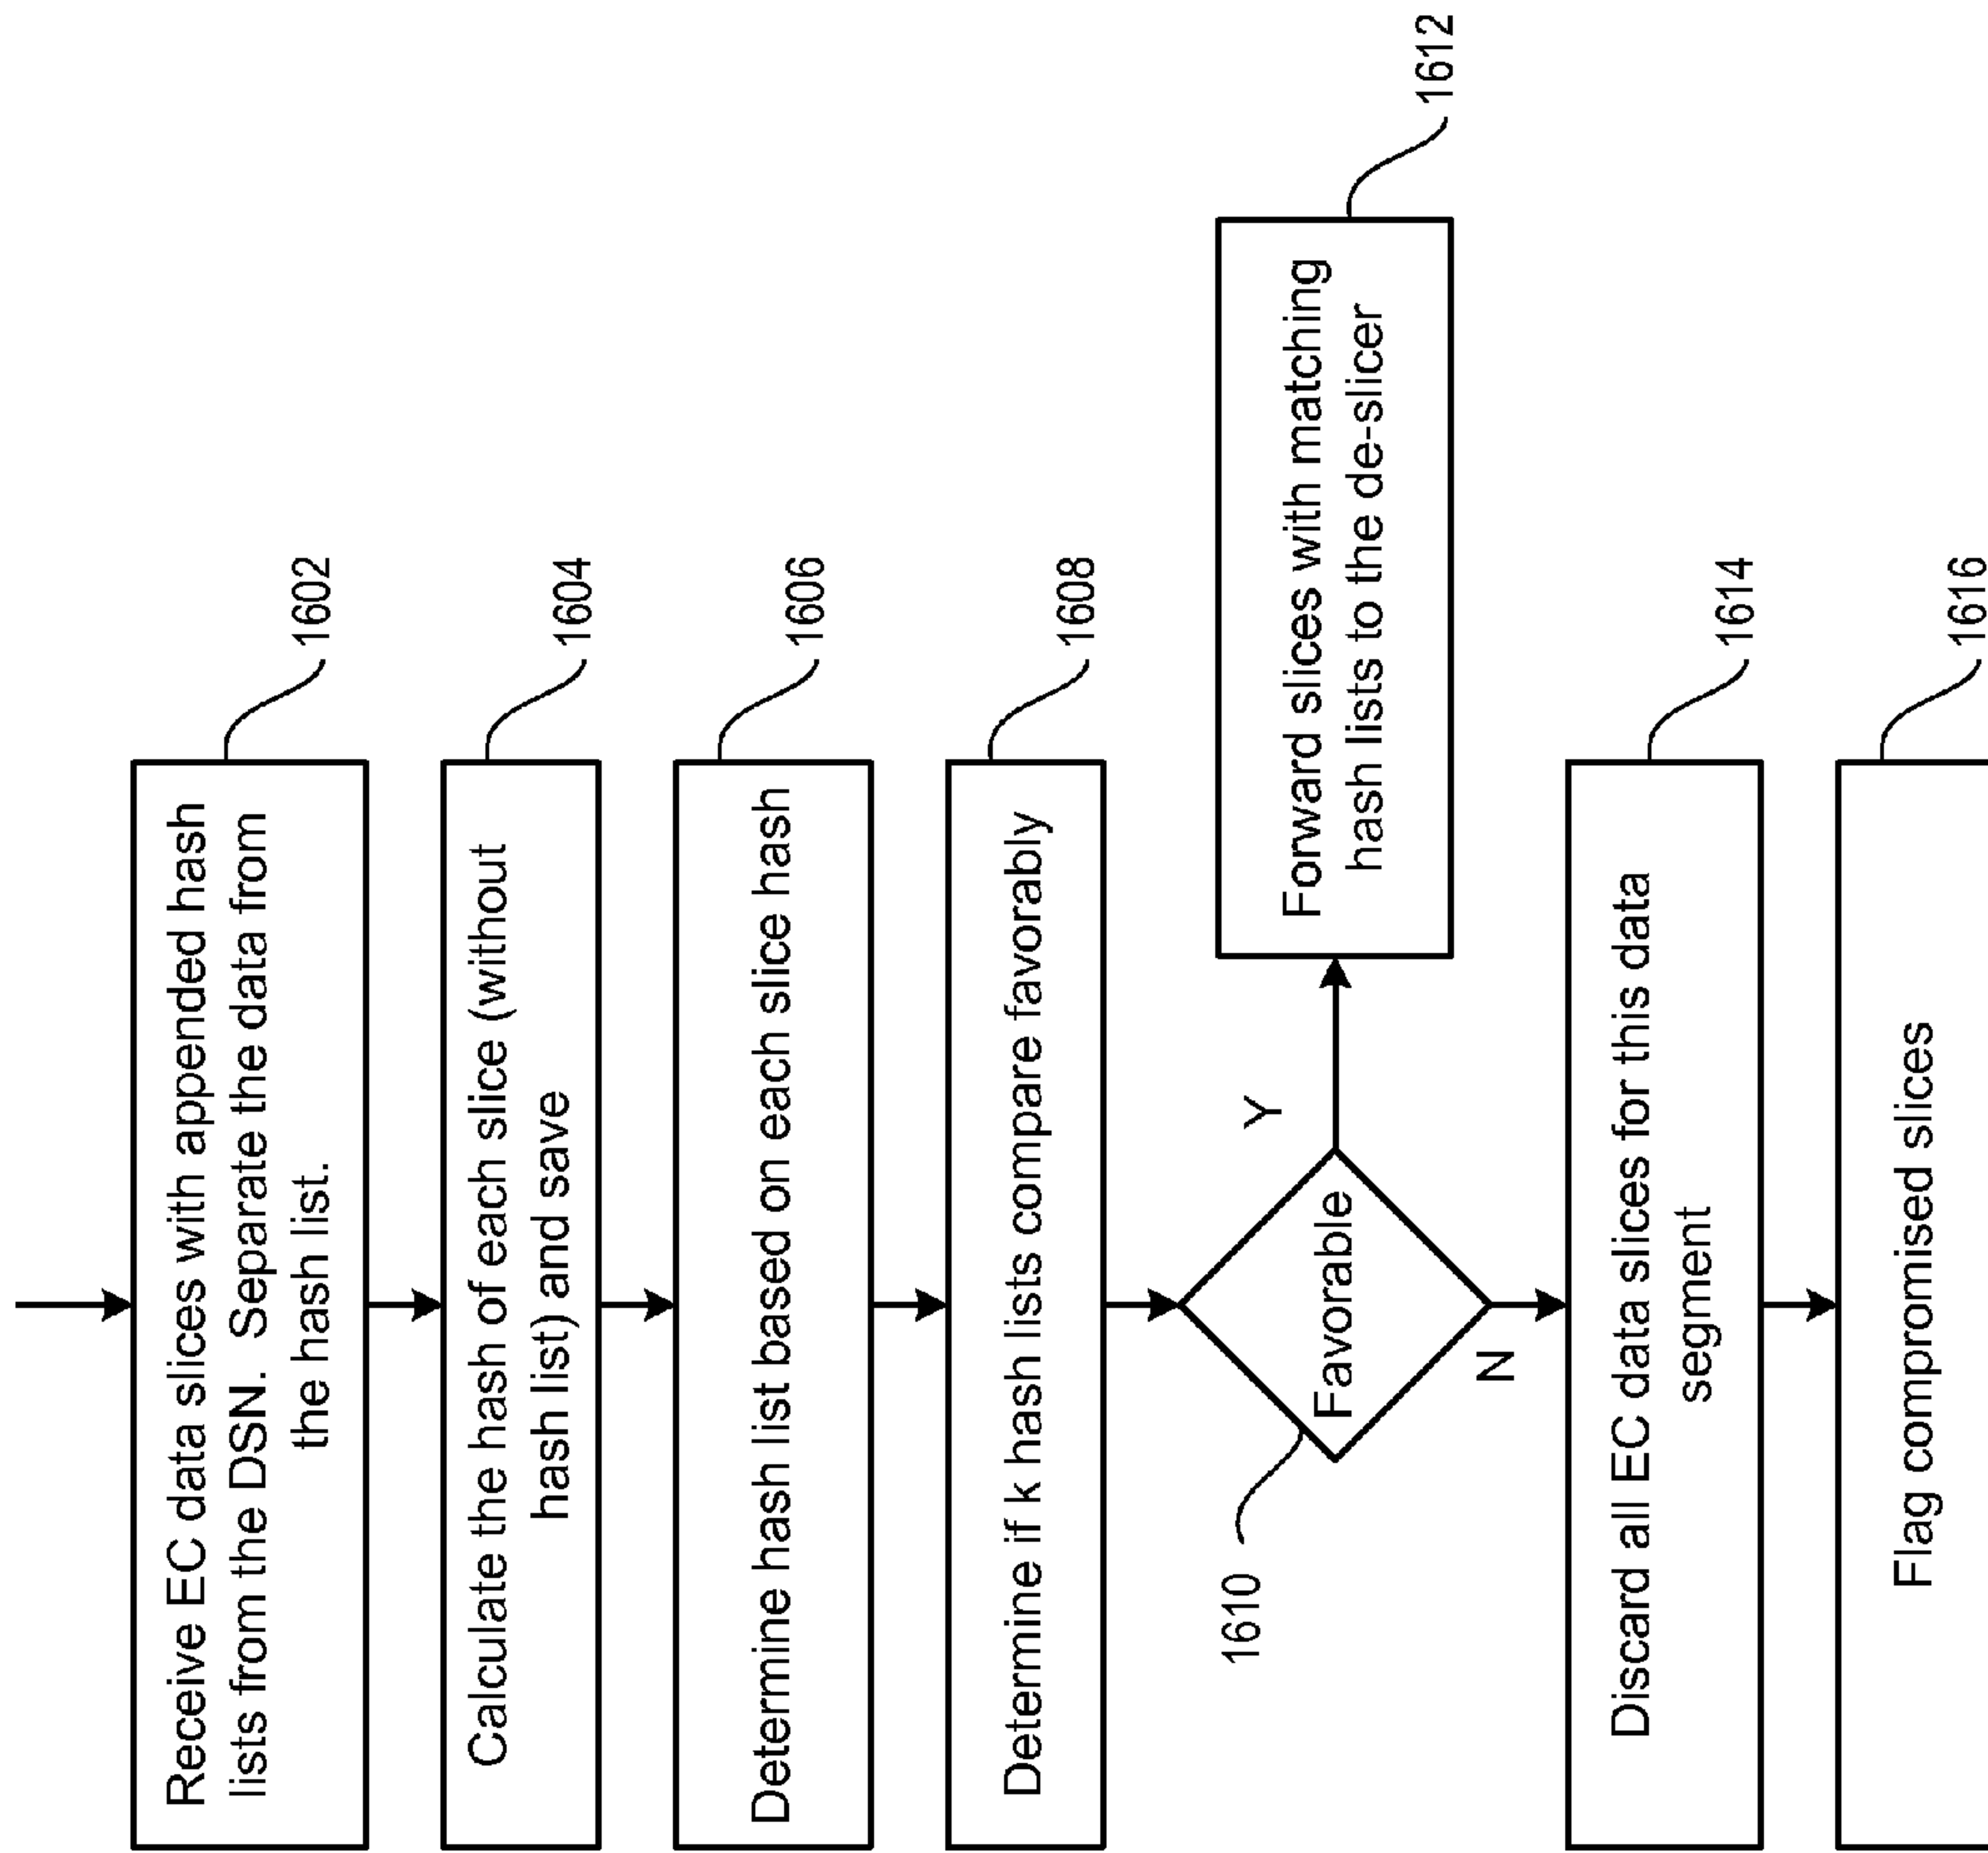 Receive EC data slices with appended hash
lists from the DSN.  Separate the data from
the hash list.
1602
Calculate the hash of each slice (without
hash list) and save
1604
Determine hash list based on each slice hash
1606
Determine if k hash lists compare favorably
1608
1610
Favorable
Y
N
Forward slices with matching
hash lists to the de-slicer
1612
Discard all EC data slices for this data
segment
1614
Flag compromised slices
1616